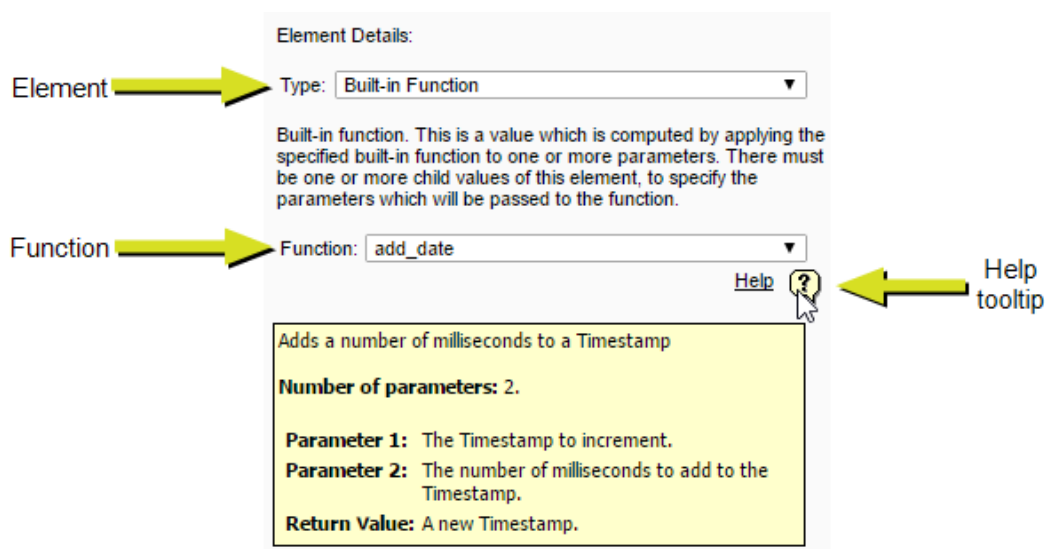 Element Details:
Element
Type: Built-in Function
Built-in function. This is a value which is computed by applying the
specified built-in function to one or more parameters. There must
be one or more child values of this element, to specify the
parameters which will be passed to the function.
Function
Function: add_date
Help ?
Help
tooltip
Adds a number of milliseconds to a Timestamp
Number of parameters: 2.
Parameter 1: The Timestamp to increment.
Parameter 2: The number of milliseconds to add to the
Timestamp.
Return Value: A new Timestamp.